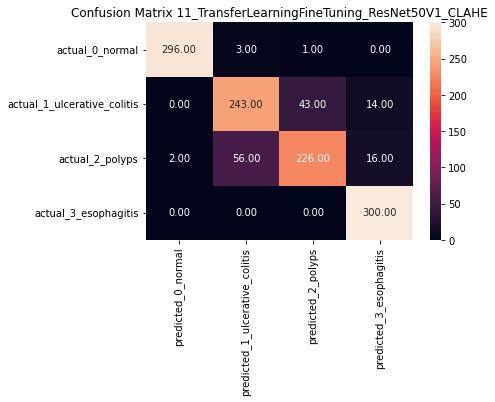 Confusion Matrix 11_TransferLearningFineTuning_ResNet50V1_CLAHE
actual_0_normal 296.00 3.00 1.00 0.00
actual_1_ulcerative_colitis 0.00 243.00 43.00 14.00
actual_2_polyps 2.00 56.00 226.00 16.00
actual_3_esophagitis 0.00 0.00 0.00 300.00
predicted_0_normal
predicted_1_ulcerative_colitis
predicted_2_polyps
predicted_3_esophagitis
300
250
200
150
100
50
0